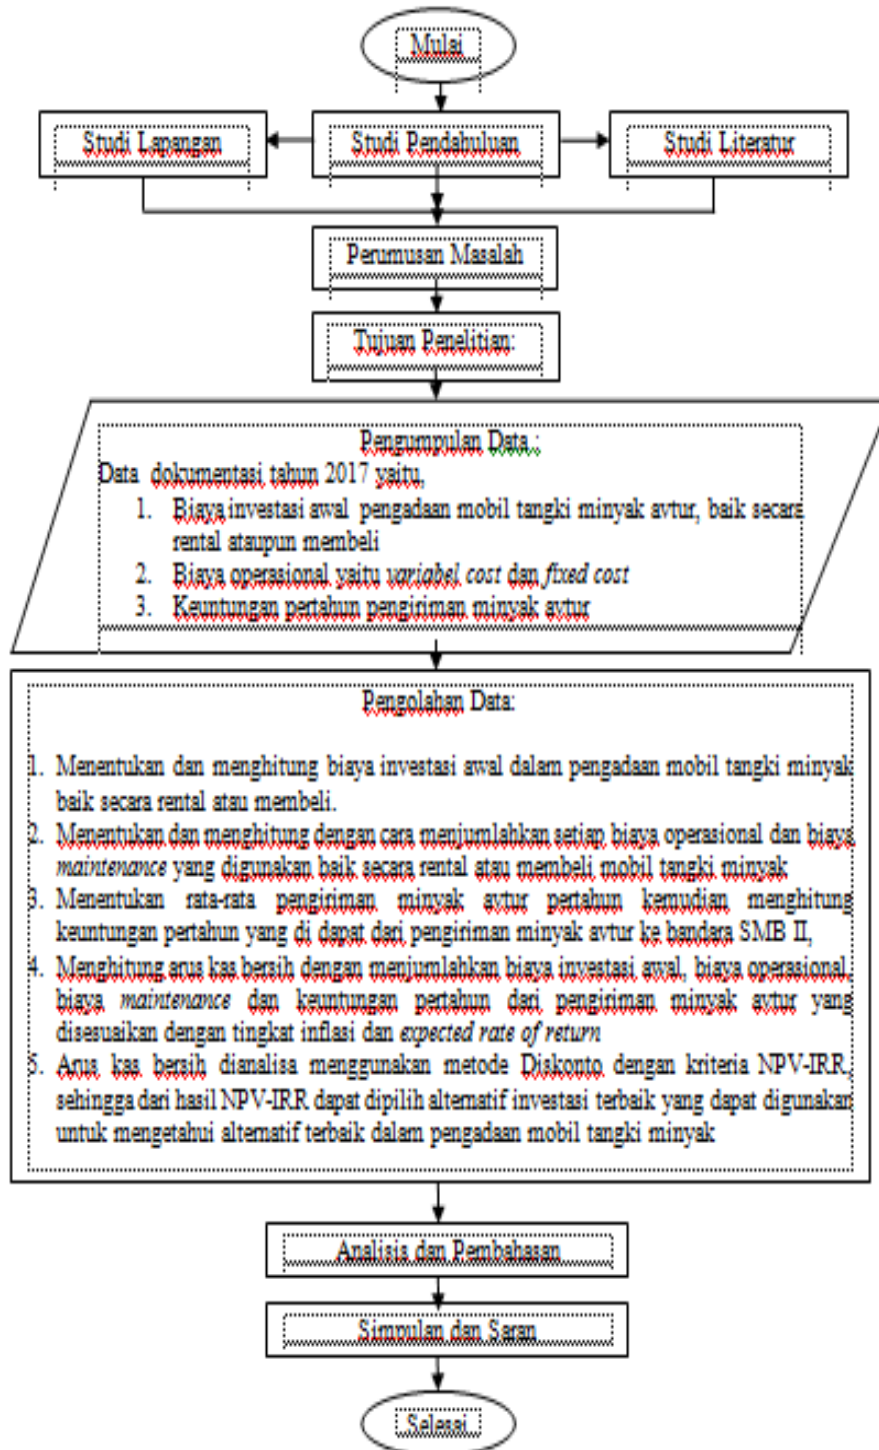 Mulai
Studi Lapangan
Studi Pendahuluan
Studi Literatur
Perumusan Masalah
Tujuan Penelitian:
Pengumpulan Data :
Data dokumentasi tahun 2017 yaitu,
1. Biaya investasi awal pengadaan mobil tangki minyak avtur, baik secara
rental ataupun membeli
2. Biaya operasional yaitu variabel cost dan fixed cost
3. Keuntungan pertahun pengiriman minyak avtur
Pengolahan Data:
1. Menentukan dan menghitung biaya investasi awal dalam pengadaan mobil tangki minyak
baik secara rental atau membeli.
2. Menentukan dan menghitung dengan cara menjumlahkan setiap biaya operasional dan biaya
maintenance yang digunakan baik secara rental atau membeli mobil tangki minyak
3. Menentukan rata-rata pengiriman minyak avtur pertahun kemudian menghitung
keuntungan pertahun yang di dapat dari pengiriman minyak avtur ke bandara SMB II,
4. Menghitung arus kas bersih dengan menjumlahkan biaya investasi awal, biaya operasional,
biaya maintenance dan keuntungan pertahun dari pengiriman minyak avtur yang
disesuaikan dengan tingkat inflasi dan expected rate of return
5. Arus kas bersih dianalisa menggunakan metode Diskonto dengan kriteria NPV-IRR,
sehingga dari hasil NPV-IRR dapat dipilih alternatif investasi terbaik yang dapat digunakan
untuk mengetahui alternatif terbaik dalam pengadaan mobil tangki minyak
Analisis dan Pembahasan
Simpulan dan Saran
Selesai